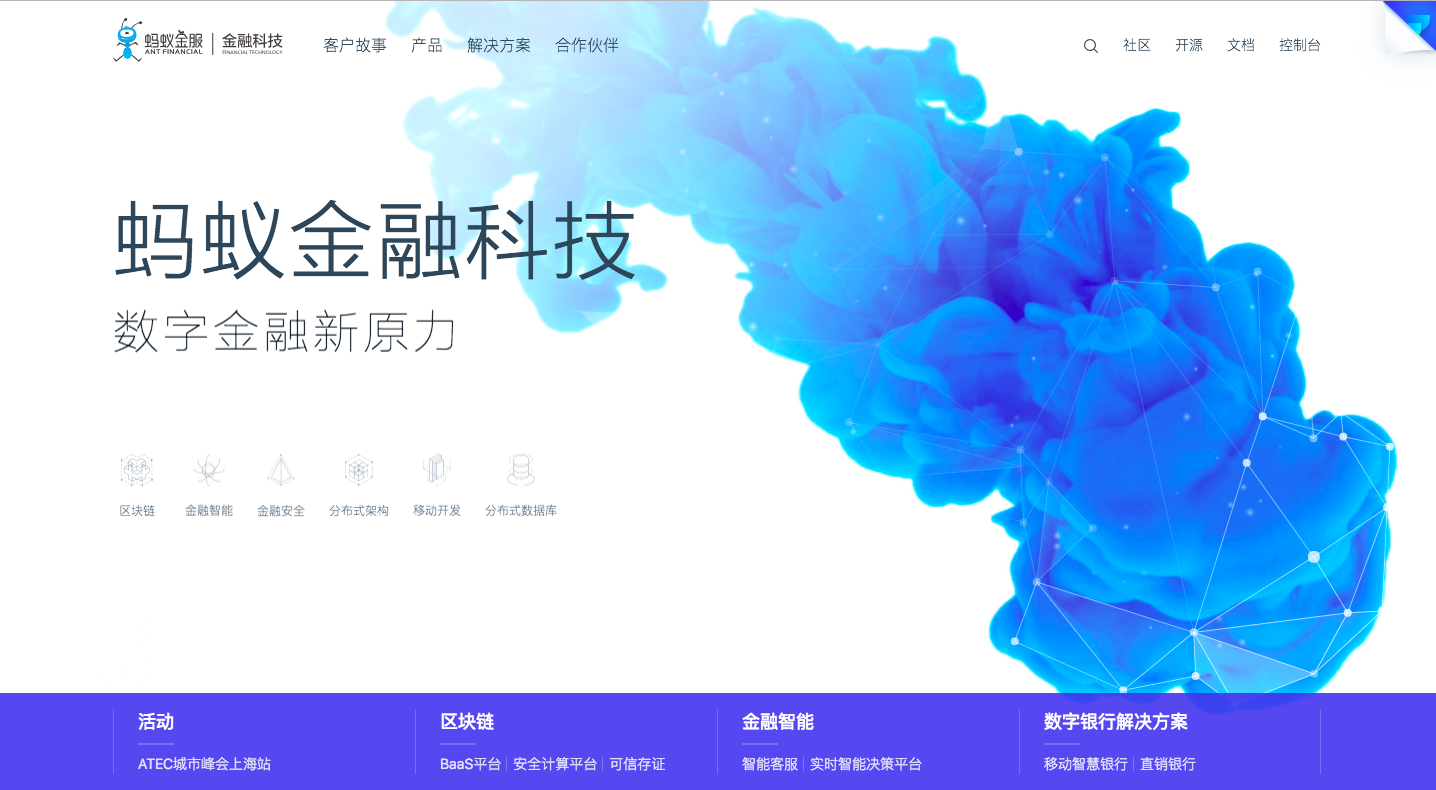 蚂蚁金服 金融科技 客户故事 产品 解决方案 合作伙伴 社区 开源 文档 控制台
ANT FINANCIAL FINANCIAL TECHNOLOGY
蚂蚁金融科技
数字金融新原力
区块链 金融智能 金融安全 分布式架构 移动开发 分布式数据库
活动 区块链 金融智能 数字银行解决方案
ATEC城市峰会上海站 BaaS平台 安全计算平台 可信存证 智能客服 实时智能决策平台 移动智慧银行 直销银行